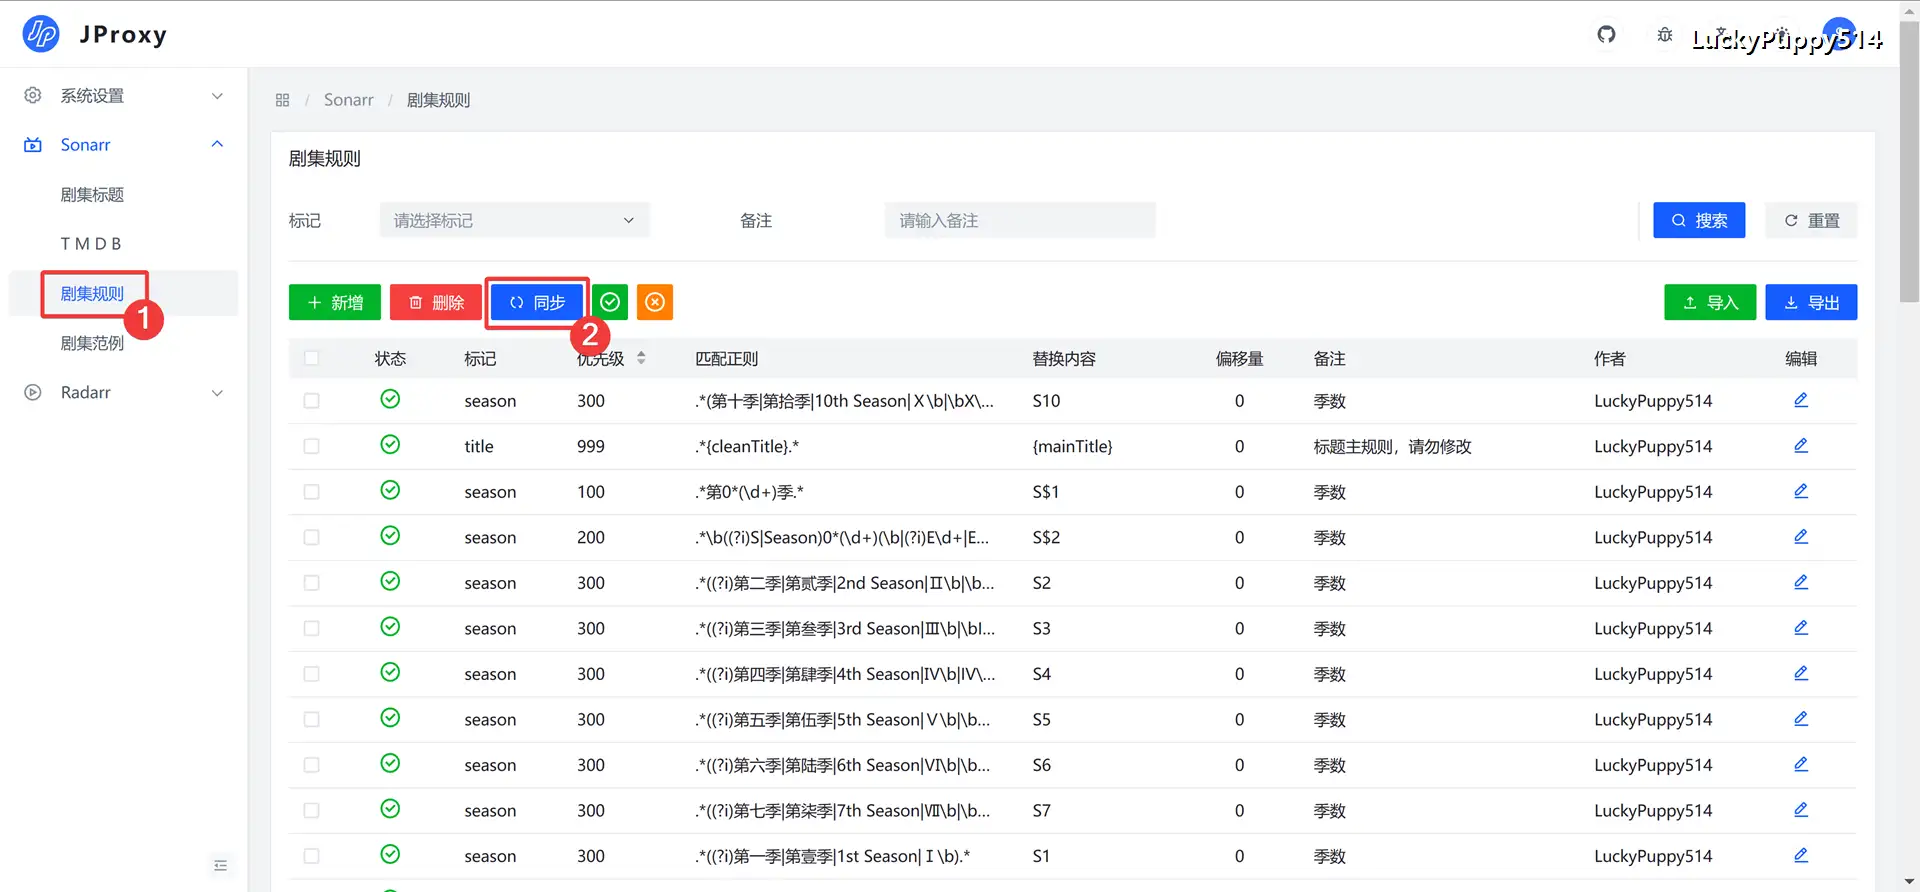 JProxy
LuckyPuppy514
系统设置
Sonarr
剧集标题
T M D B
剧集规则
1
剧集范例
Radarr
/ Sonarr / 剧集规则
剧集规则
标记 请选择标记 备注 请输入备注 搜索 重置
新增 删除 同步 导入 导出
2
状态 标记 优先级 匹配正则 替换内容 偏移量 备注 作者 编辑
season 300 .*(第十季|第拾季|10th Season|Ⅹ\b|\bX\... S10 0 季数 LuckyPuppy514
title 999 .*{cleanTitle}.* {mainTitle} 0 标题主规则，请勿修改 LuckyPuppy514
season 100 .*第0*(\d+)季.* S$1 0 季数 LuckyPuppy514
season 200 .*\b((?i)S|Season)0*(\d+)(\b|(?i)E\d+|E... S$2 0 季数 LuckyPuppy514
season 300 .*((?i)第二季|第贰季|2nd Season|Ⅱ\b|\b... S2 0 季数 LuckyPuppy514
season 300 .*((?i)第三季|第叁季|3rd Season|Ⅲ\b|\bI... S3 0 季数 LuckyPuppy514
season 300 .*((?i)第四季|第肆季|4th Season|Ⅳ\b|IV\... S4 0 季数 LuckyPuppy514
season 300 .*((?i)第五季|第伍季|5th Season|Ⅴ\b|\b... S5 0 季数 LuckyPuppy514
season 300 .*((?i)第六季|第陆季|6th Season|Ⅵ\b|\b... S6 0 季数 LuckyPuppy514
season 300 .*((?i)第七季|第柒季|7th Season|Ⅶ\b|\b... S7 0 季数 LuckyPuppy514
season 300 .*((?i)第一季|第壹季|1st Season|Ⅰ\b).* S1 0 季数 LuckyPuppy514